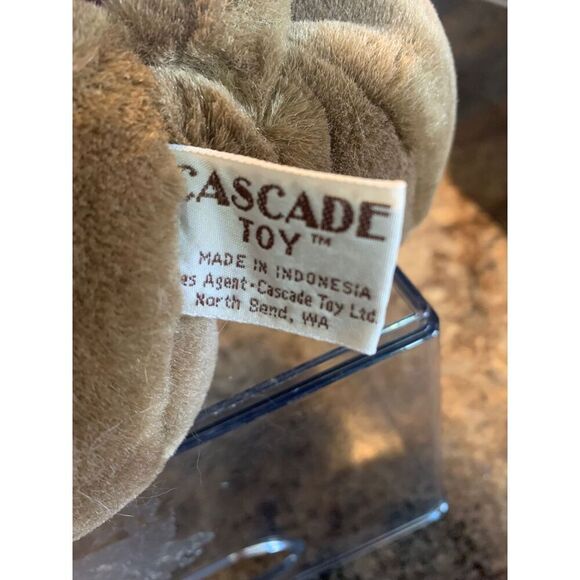 CASCADE
TOY™
MADE IN INDONESIA
es Agent·Cascade Toy Ltd.
North Bend, WA